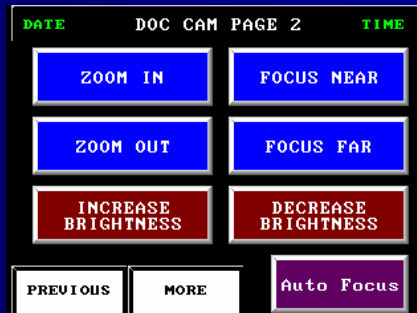 DATE DOC CAM PAGE 2 TIME
ZOOM IN FOCUS NEAR
ZOOM OUT FOCUS FAR
INCREASE BRIGHTNESS DECREASE BRIGHTNESS
PREVIOUS MORE Auto Focus